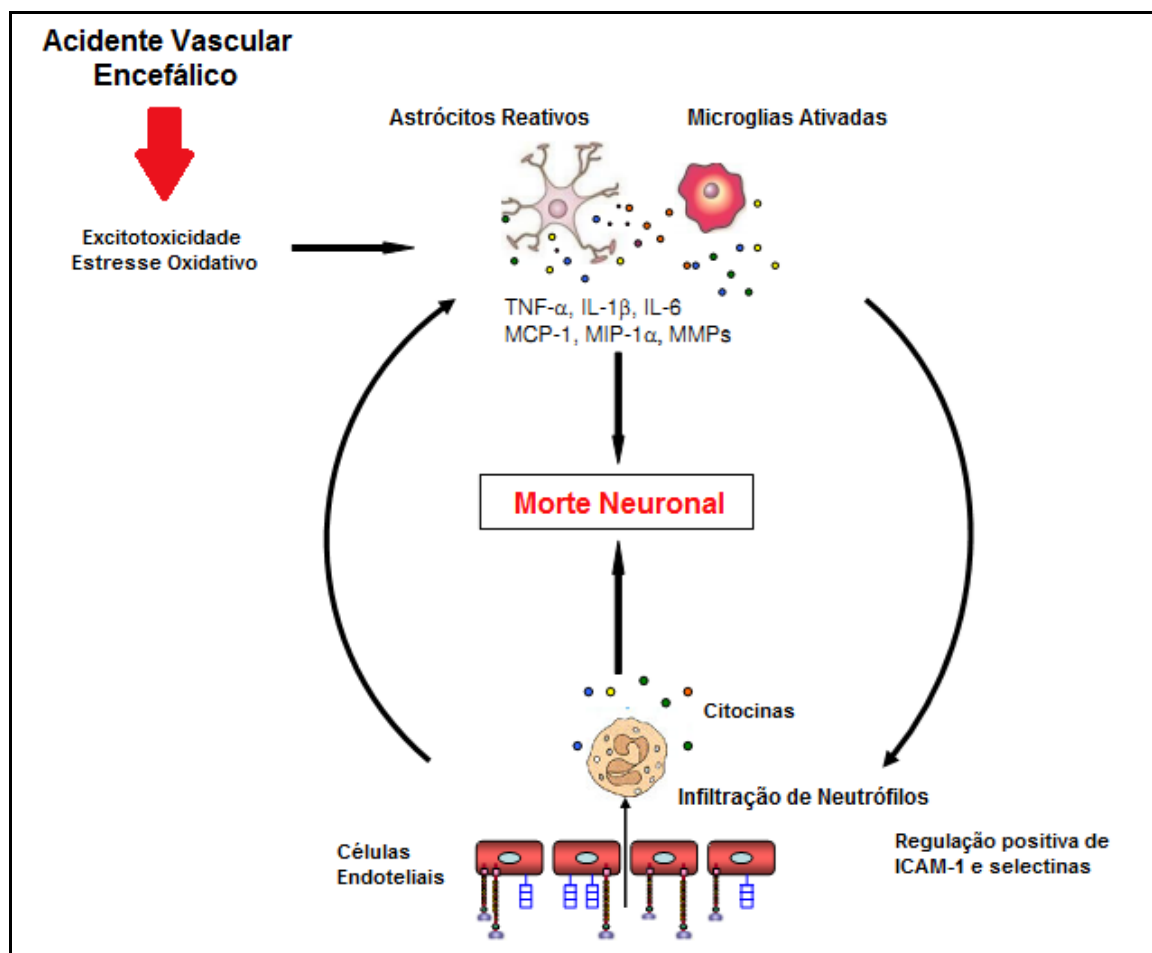 Acidente Vascular
Encefálico
Astrócitos Reativos
Microglias Ativadas
Excitotoxicidade
Estresse Oxidativo
TNF-α, IL-1β, IL-6
MCP-1, MIP-1α, MMPs
Morte Neuronal
Citocinas
Infiltração de Neutrófilos
Células
Endoteliais
Regulação positiva de
ICAM-1 e selectinas